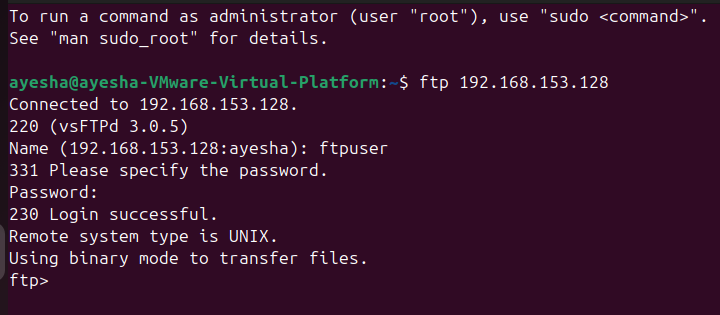 To run a command as administrator (user "root"), use "sudo <command>".
See "man sudo_root" for details.
ayesha@ayesha-VMware-Virtual-Platform:~$ ftp 192.168.153.128
Connected to 192.168.153.128.
220 (vsFTPd 3.0.5)
Name (192.168.153.128:ayesha): ftpuser
331 Please specify the password.
Password:
230 Login successful.
Remote system type is UNIX.
Using binary mode to transfer files.
ftp>